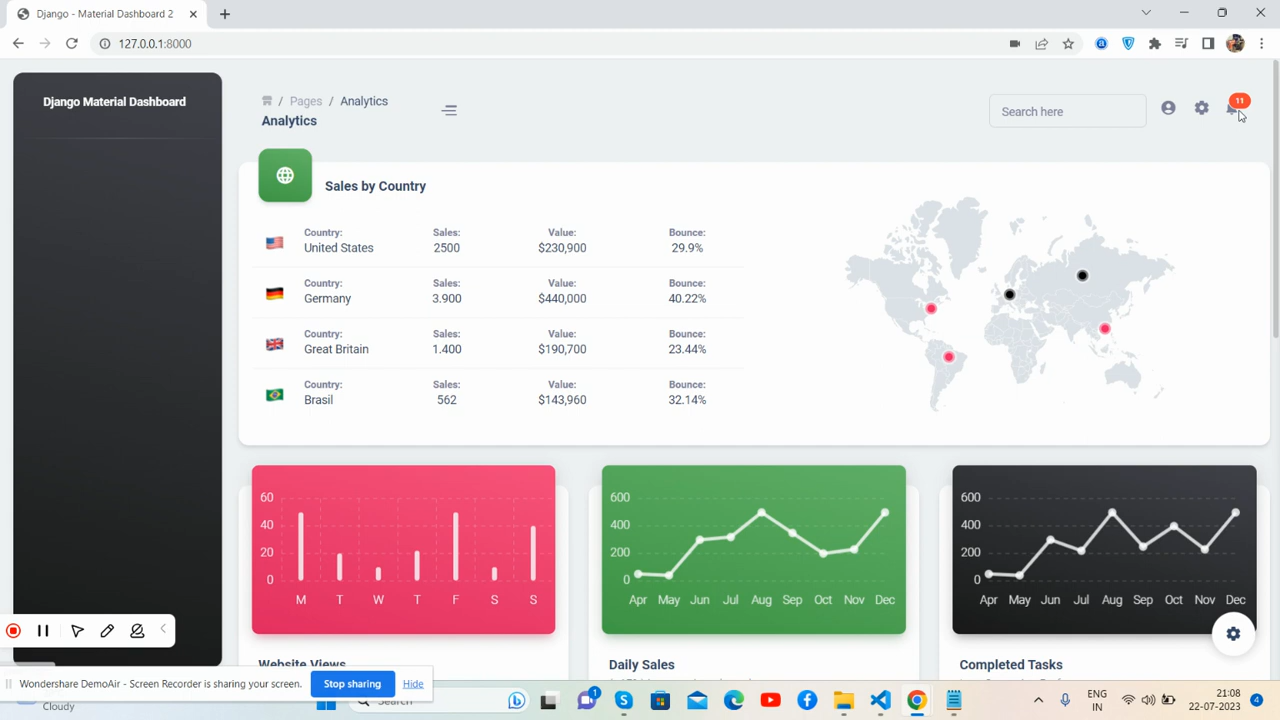 Django - Material Dashboard 2
127.0.0.1:8000
Django Material Dashboard
/ Pages / Analytics
Analytics
Search here
11
Sales by Country
Country: Sales: Value: Bounce:
United States 2500 $230,900 29.9%
Country: Sales: Value: Bounce:
Germany 3.900 $440,000 40.22%
Country: Sales: Value: Bounce:
Great Britain 1.400 $190,700 23.44%
Country: Sales: Value: Bounce:
Brasil 562 $143,960 32.14%
60
40
20
0
M T W T F S S
Website Views
600
400
200
0
Apr May Jun Jul Aug Sep Oct Nov Dec
Daily Sales
600
400
200
0
Apr May Jun Jul Aug Sep Oct Nov Dec
Completed Tasks
Wondershare DemoAir - Screen Recorder is sharing your screen. Stop sharing Hide
Cloudy
Search
1
ENG
IN
21:08
22-07-2023
4